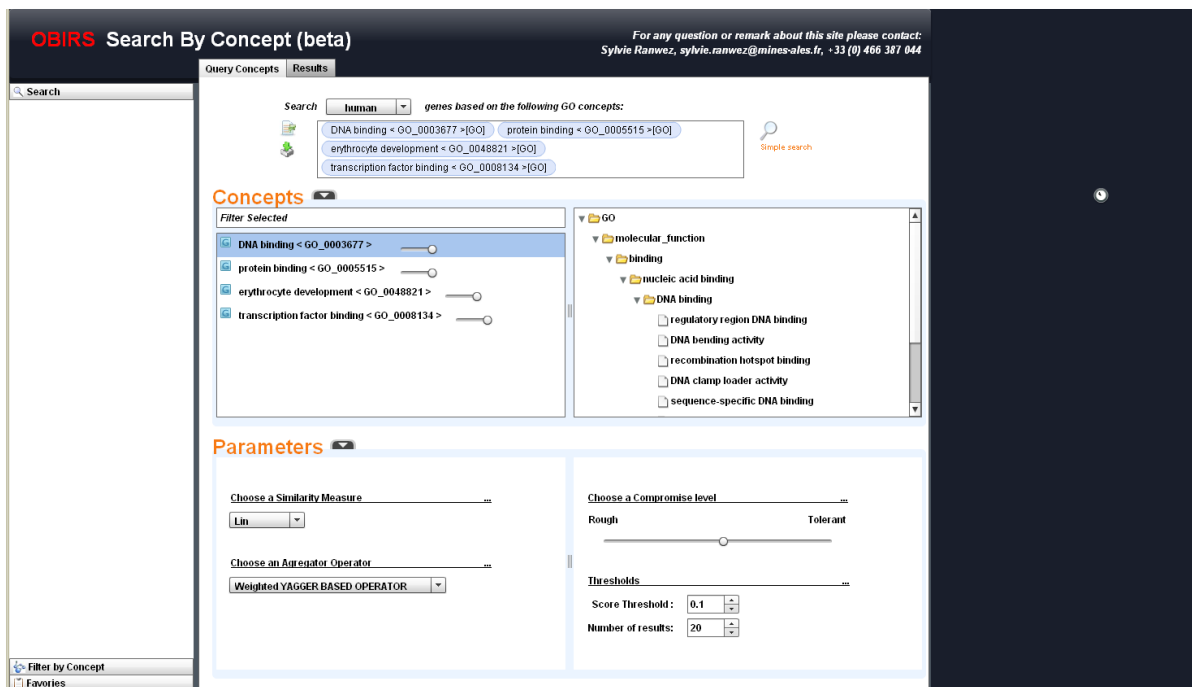 OBIRS Search By Concept (beta)
For any question or remark about this site please contact:
Sylvie Ranwez, sylvie.ranwez@mines-ales.fr, +33 (0) 466 387 044
Query Concepts Results
Search
Search human genes based on the following GO concepts:
DNA binding < GO_0003677 >[GO] protein binding < GO_0005515 >[GO]
erythrocyte development < GO_0048821 >[GO]
transcription factor binding < GO_0008134 >[GO]
Simple search
Concepts
Filter Selected
DNA binding < GO_0003677 >
protein binding < GO_0005515 >
erythrocyte development < GO_0048821 >
transcription factor binding < GO_0008134 >
GO
molecular_function
binding
nucleic acid binding
DNA binding
regulatory region DNA binding
DNA bending activity
recombination hotspot binding
DNA clamp loader activity
sequence-specific DNA binding
Parameters
Choose a Similarity Measure ...
Lin
Choose an Agregator Operator ...
Weighted YAGGER BASED OPERATOR
Choose a Compromise level ...
Rough Tolerant
Thresholds ...
Score Threshold : 0.1
Number of results: 20
Filter by Concept
Favories